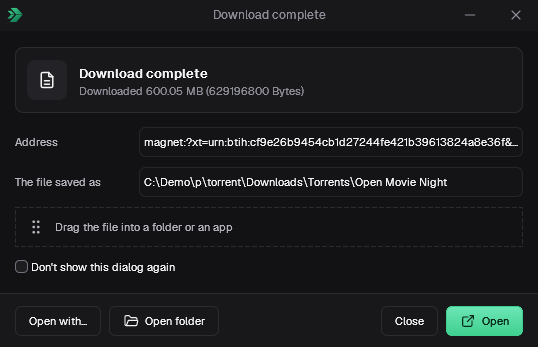 Download complete
Download complete
Downloaded 600.05 MB (629196800 Bytes)
Address
magnet:?xt=urn:btih:cf9e26b9454cb1d27244fe421b39613824a8e36f&...
The file saved as
C:\Demo\p\torrent\Downloads\Torrents\Open Movie Night
Drag the file into a folder or an app
Don't show this dialog again
Open with...
Open folder
Close
Open